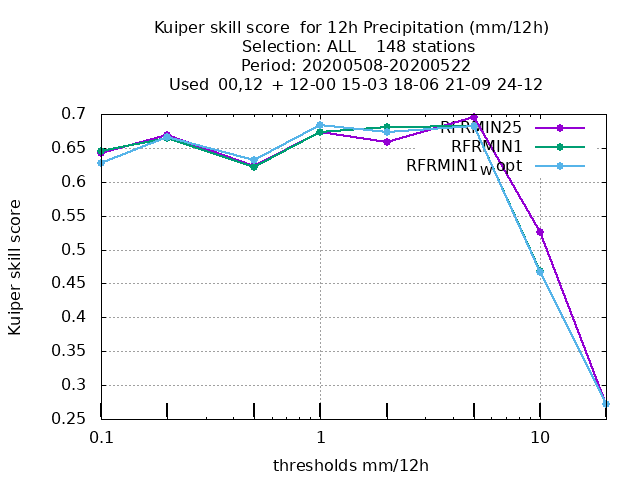 Kuiper skill score  for 12h Precipitation (mm/12h)
Selection: ALL    148 stations
Period: 20200508-20200522
Used  00,12  + 12-00 15-03 18-06 21-09 24-12
0.7
0.65
0.6
0.55
0.5
0.45
0.4
0.35
0.3
0.25
Kuiper skill score
RFRMIN25
RFRMIN1
RFRMIN1wopt
0.1
1
10
thresholds mm/12h